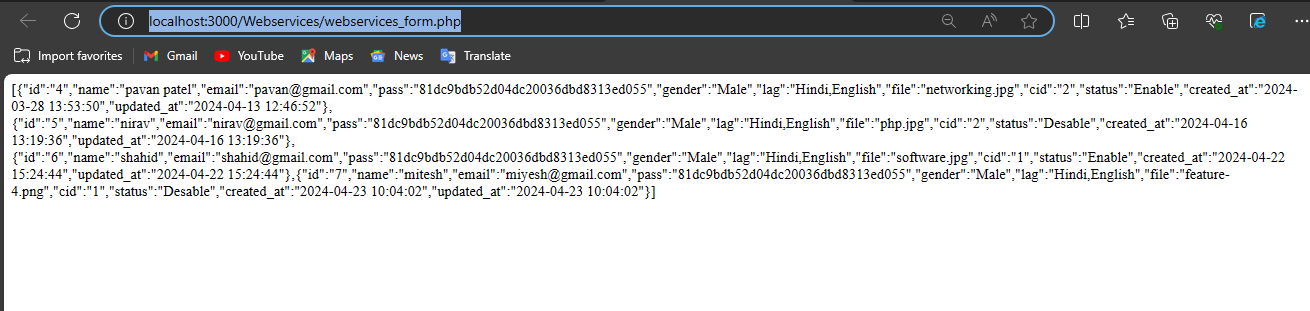 localhost:3000/Webservices/webservices_form.php
Import favorites Gmail YouTube Maps News Translate
[{"id":"4","name":"pavan patel","email":"pavan@gmail.com","pass":"81dc9bdb52d04dc20036dbd8313ed055","gender":"Male","lag":"Hindi,English","file":"networking.jpg","cid":"2","status":"Enable","created_at":"2024-
03-28 13:53:50","updated_at":"2024-04-13 12:46:52"},
{"id":"5","name":"nirav","email":"nirav@gmail.com","pass":"81dc9bdb52d04dc20036dbd8313ed055","gender":"Male","lag":"Hindi,English","file":"php.jpg","cid":"2","status":"Desable","created_at":"2024-04-16
13:19:36","updated_at":"2024-04-16 13:19:36"},
{"id":"6","name":"shahid","email":"shahid@gmail.com","pass":"81dc9bdb52d04dc20036dbd8313ed055","gender":"Male","lag":"Hindi,English","file":"software.jpg","cid":"1","status":"Enable","created_at":"2024-04-22
15:24:44","updated_at":"2024-04-22 15:24:44"},{"id":"7","name":"mitesh","email":"miyesh@gmail.com","pass":"81dc9bdb52d04dc20036dbd8313ed055","gender":"Male","lag":"Hindi,English","file":"feature-
4.png","cid":"1","status":"Desable","created_at":"2024-04-23 10:04:02","updated_at":"2024-04-23 10:04:02"}]